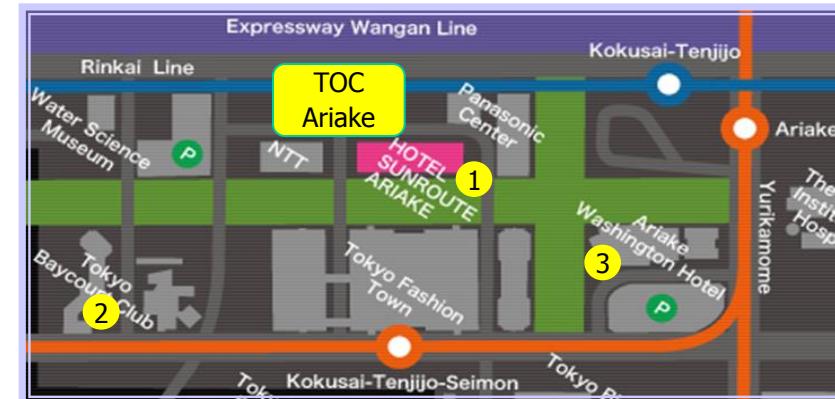 Expressway Wangan Line
Kokusai-Tenjijo
Rinkai Line
TOC
Ariake
Water Science
Museum
P
NTT
HOTEL
SUNROUTE
ARIAKE
1
Panasonic
Center
Ariake
Yurikamome
The
Insti
Hosp
Ariake
Washington Hotel
3
P
Tokyo
Baycourt Club
2
Tokyo Fashion
Town
Kokusai-Tenjijo-Seimon